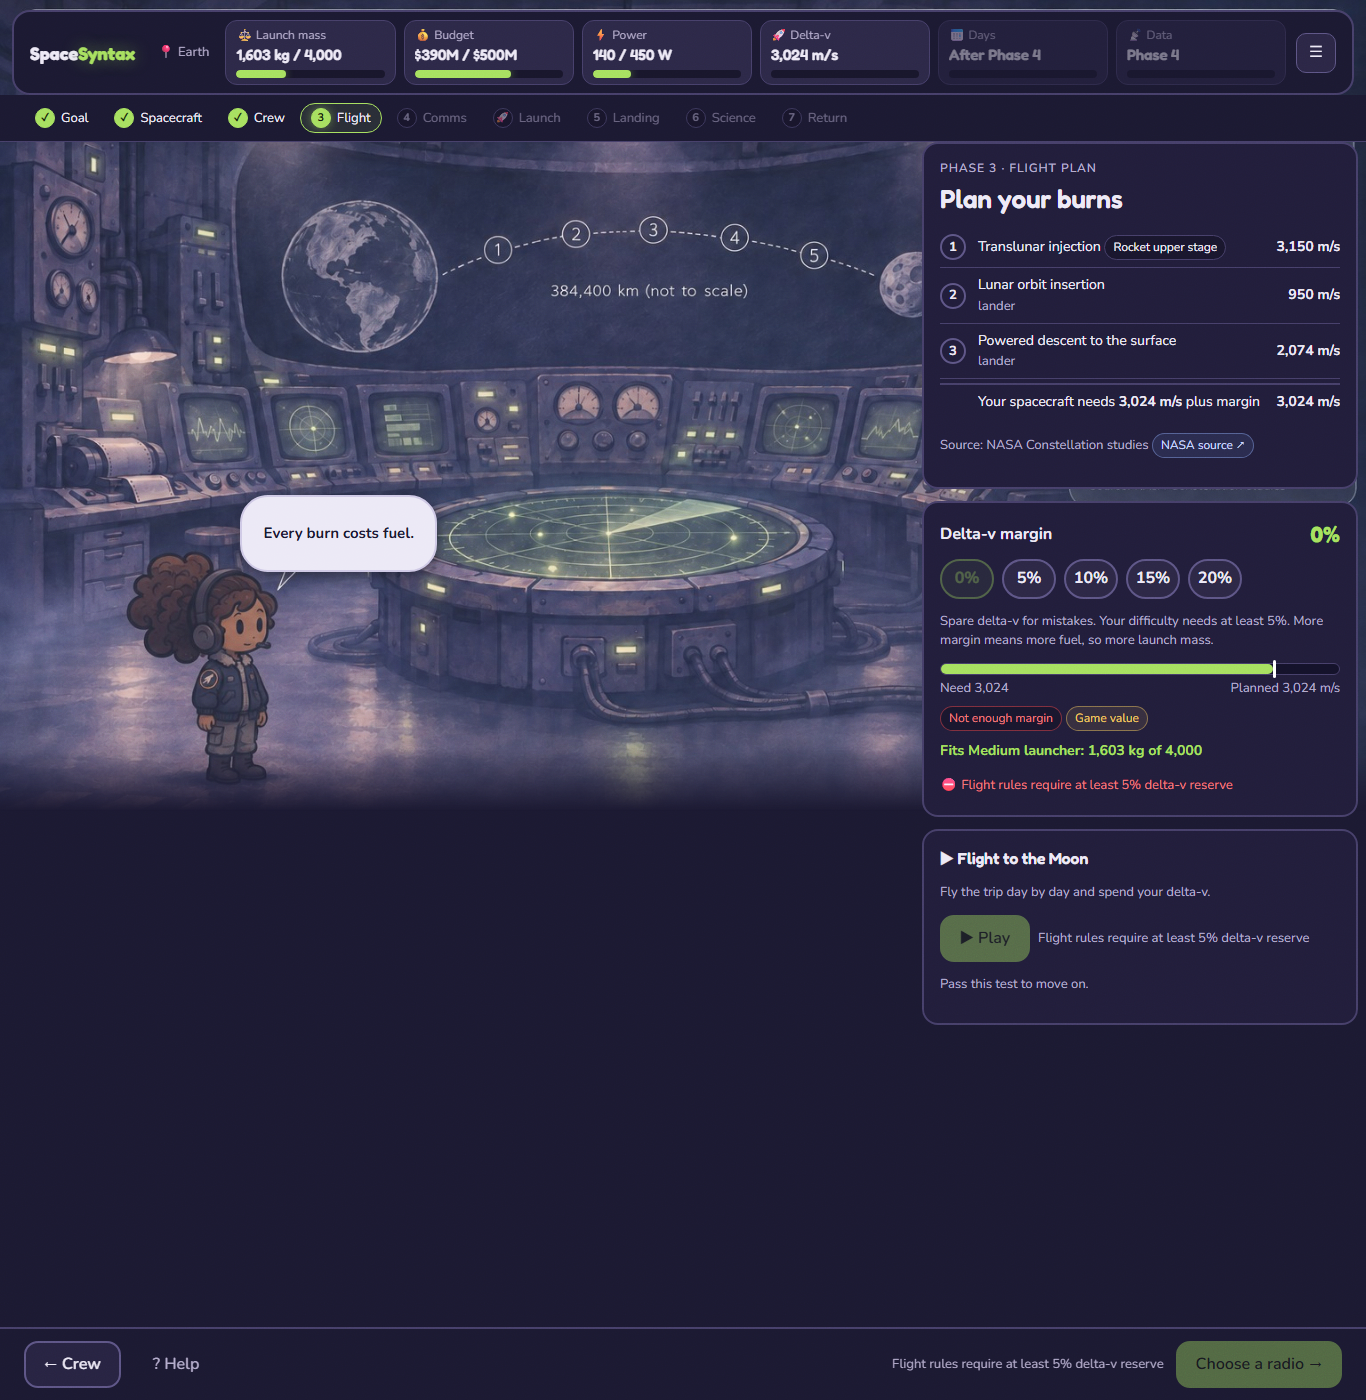 SpaceSyntax
📍 Earth
⚖️ Launch mass
1,603 kg / 4,000
💰 Budget
$390M / $500M
⚡ Power
140 / 450 W
🚀 Delta-v
3,024 m/s
📅 Days
After Phase 4
📡 Data
Phase 4
☰
✓ Goal
✓ Spacecraft
✓ Crew
3 Flight
4 Comms
🚀 Launch
5 Landing
6 Science
7 Return
1
2
3
4
5
384,400 km (not to scale)
Every burn costs fuel.
PHASE 3 · FLIGHT PLAN
Plan your burns
1 Translunar injection Rocket upper stage 3,150 m/s
2 Lunar orbit insertion 950 m/s
lander
3 Powered descent to the surface 2,074 m/s
lander
Your spacecraft needs 3,024 m/s plus margin 3,024 m/s
Source: NASA Constellation studies NASA source ↗
Delta-v margin 0%
0% 5% 10% 15% 20%
Spare delta-v for mistakes. Your difficulty needs at least 5%. More
margin means more fuel, so more launch mass.
Need 3,024 Planned 3,024 m/s
Not enough margin Game value
Fits Medium launcher: 1,603 kg of 4,000
⛔ Flight rules require at least 5% delta-v reserve
▶ Flight to the Moon
Fly the trip day by day and spend your delta-v.
▶ Play Flight rules require at least 5% delta-v reserve
Pass this test to move on.
← Crew
? Help
Flight rules require at least 5% delta-v reserve
Choose a radio →